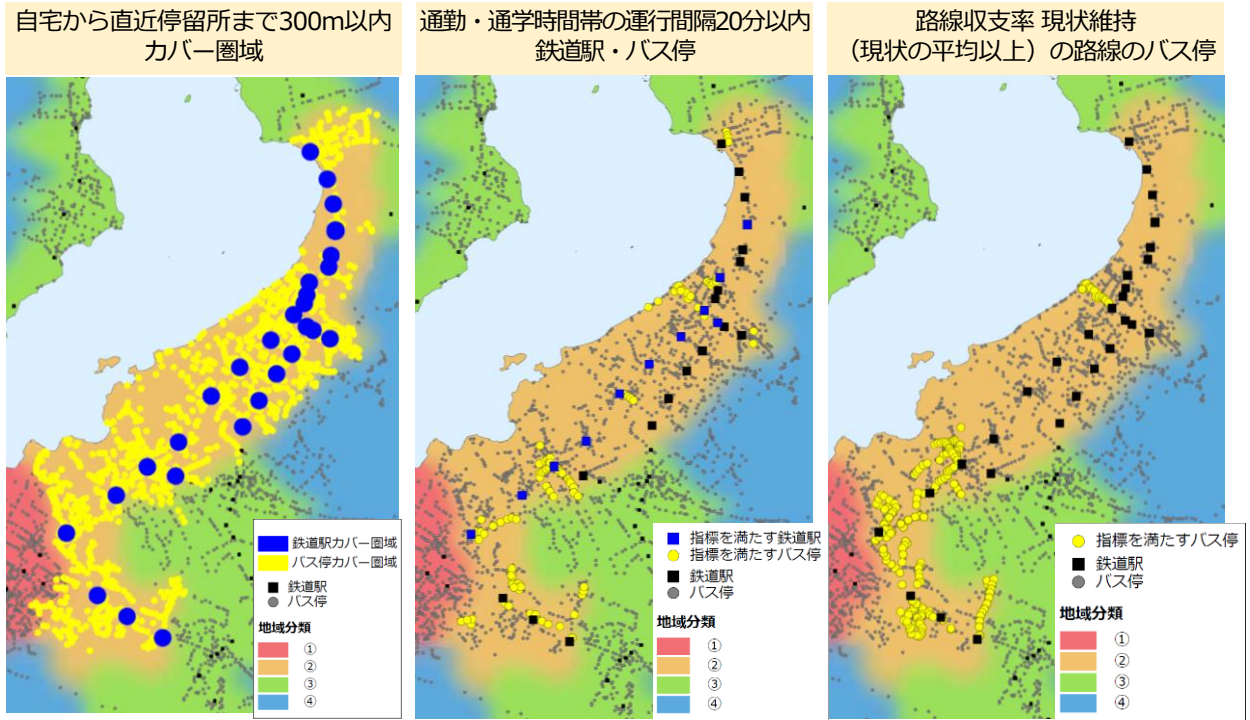 自宅から直近停留所まで300m以内
カバー圏域
通勤・通学時間帯の運行間隔20分以内
鉄道駅・バス停
路線収支率 現状維持
（現状の平均以上）の路線のバス停
鉄道駅カバー圏域
バス停カバー圏域
鉄道駅
バス停
地域分類
①
②
③
④
指標を満たす鉄道駅
指標を満たすバス停
鉄道駅
バス停
地域分類
①
②
③
④
指標を満たすバス停
鉄道駅
バス停
地域分類
①
②
③
④